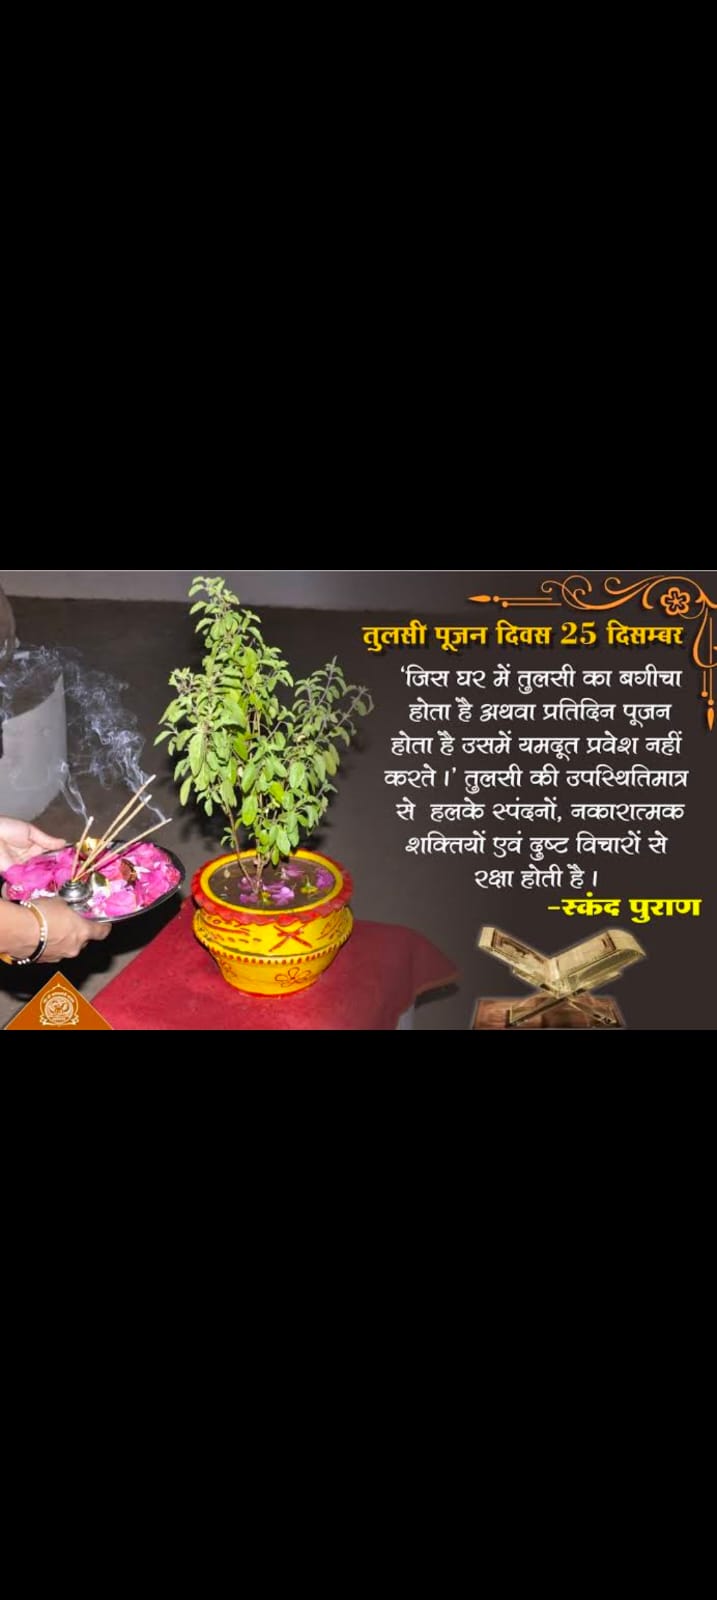 तुलसी पूजन दिवस 25 दिसम्बर
‘जिस घर में तुलसी का बगीचा
होता है अथवा प्रतिदिन पूजन
होता है उसमें यमदूत प्रवेश नहीं
करते ।’ तुलसी की उपस्थितिमात्र
से हलके स्पंदनों, नकारात्मक
शक्तियों एवं दुष्ट विचारों से
रक्षा होती है ।
-स्कंद पुराण